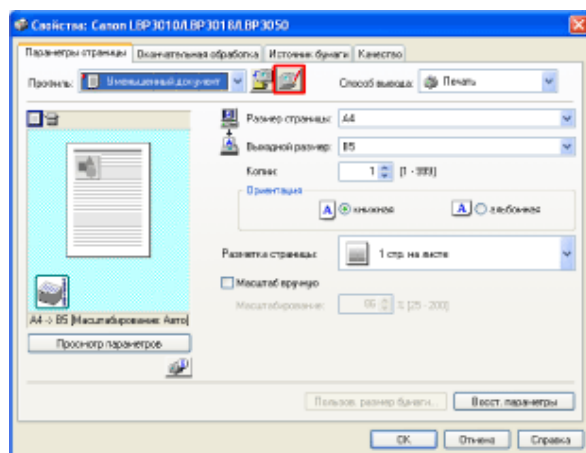 Свойства: Canon LBP3010/LBP3018/LBP3050
Параметры страницы Окончательная обработка Источник бумаги Качество
Профиль: Уменьшенный документ Способ вывода: Печать
Размер страницы: A4
Выходной размер: B5
Копии: 1 [1 - 999]
Ориентация
A книжная A альбомная
Разметка страницы: 1 стр. на листе
Масштаб вручную
Масштабирование: % [25 - 200]
A4 -> B5 [Масштабирование: Авто]
Просмотр параметров
Пользов. размер бумаги... Восст. параметры
OK Отмена Справка